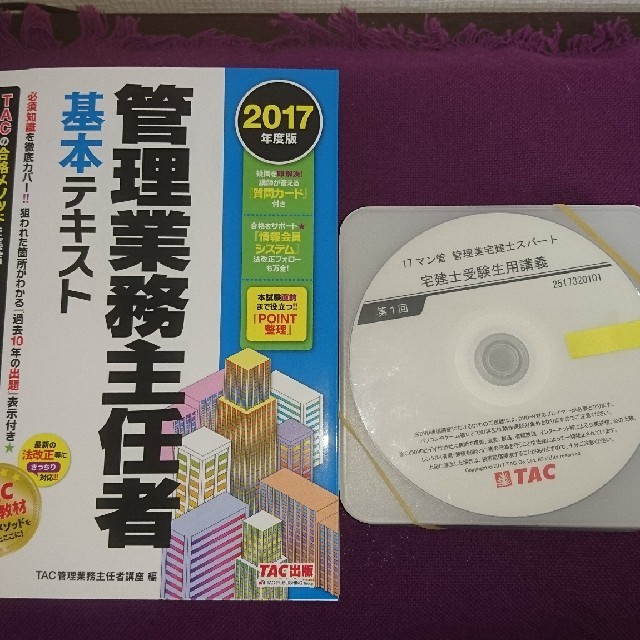 管理業務主任者
基本テキスト
2017
年度版
疑問を即解決!
講師が答える
「質問カード」
付き
合格をサポート★
「情報会員
システム」
法改正フォロー
も万全!
本試験直前
まで役立つ!!
「POINT
整理」
必須知識を徹底カバー!!
狙われた箇所がわかる「過去10年の出題」表示付き★
TACの合格メソッド
最新の
法改正等に
きっちり
対応!!
教材
TAC管理業務主任者講座 編
TAC出版
TAC PUBLISHING Group
17 マン管 管理業宅建士スパート
宅建士受験生用講義
2517320101
第1回
TAC